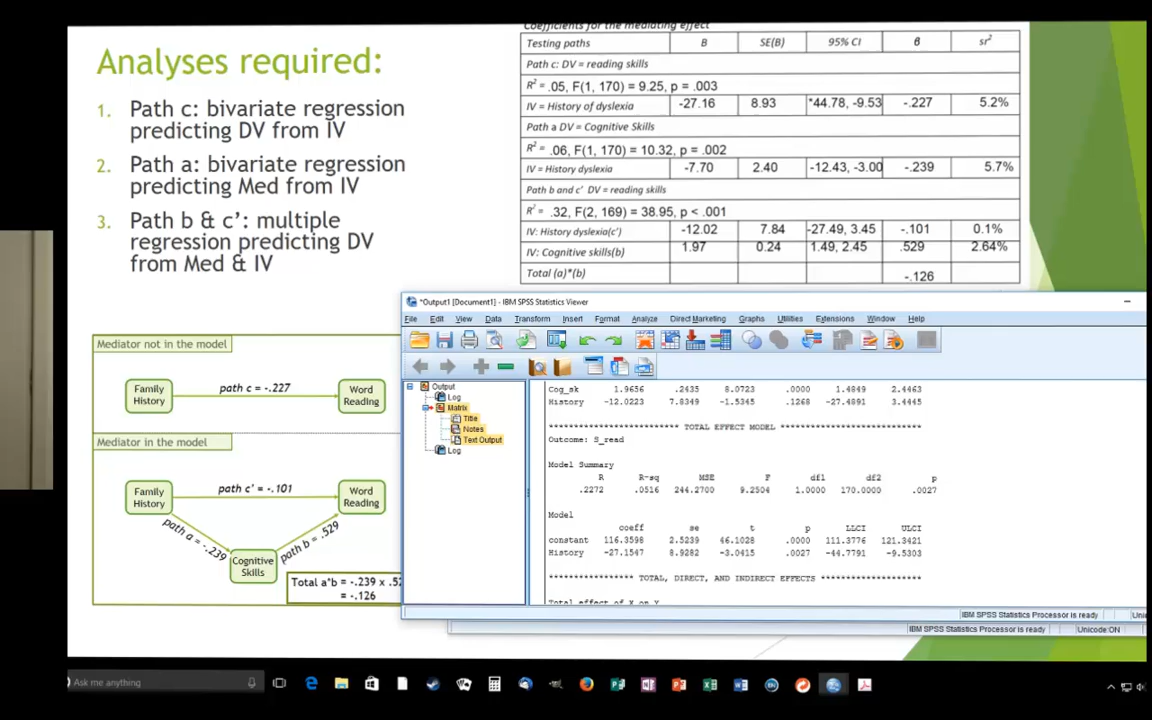 Analyses required:
1. Path c: bivariate regression
predicting DV from IV
2. Path a: bivariate regression
predicting Med from IV
3. Path b & c’: multiple
regression predicting DV
from Med & IV
Coefficients for the mediating effect
Testing paths B SE(B) 95% CI β sr²
Path c: DV = reading skills
R² = .05, F(1, 170) = 9.25, p = .003
IV = History of dyslexia -27.16 8.93 *44.78, -9.53 -.227 5.2%
Path a DV = Cognitive Skills
R² = .06, F(1, 170) = 10.32, p = .002
IV = History dyslexia -7.70 2.40 -12.43, -3.00 -.239 5.7%
Path b and c’ DV = reading skills
R² = .32, F(2, 169) = 38.95, p < .001
IV: History dyslexia(c’) -12.02 7.84 -27.49, 3.45 -.101 0.1%
IV: Cognitive skills(b) 1.97 0.24 1.49, 2.45 .529 2.64%
Total (a)*(b) -.126
Mediator not in the model
Family
History
path c = -.227
Word
Reading
Mediator in the model
Family
History
path c’ = -.101
Word
Reading
path a = -.239
path b = .529
Cognitive
Skills
Total a*b = -.239 x .52
= -.126
*Output1 [Document1] - IBM SPSS Statistics Viewer
File Edit View Data Transform Insert Format Direct Marketing Graphs Analyze Utilities Extensions Window Help
Output
Log
Matrix
Title
Notes
Text Output
Log
Cog_sk 1.9656 .2435 8.0723 .0000 1.4849 2.4463
History -12.0223 7.8349 -1.5345 .1268 -27.4891 3.4445
************************** TOTAL EFFECT MODEL ****************************
Outcome: S_read
Model Summary
R R-sq MSE F df1 df2 p
.2272 .0516 244.2700 9.2504 1.0000 170.0000 .0027
Model
coeff se t p LLCI ULCI
constant 116.3598 2.5239 46.1028 .0000 111.3776 121.3421
History -27.1547 8.9282 -3.0415 .0027 -44.7791 -9.5303
***************** TOTAL, DIRECT, AND INDIRECT EFFECTS ********************
Total effect of X on Y
IBM SPSS Statistics Processor is ready Unic
IBM SPSS Statistics Processor is ready Unicode:ON
Ask me anything